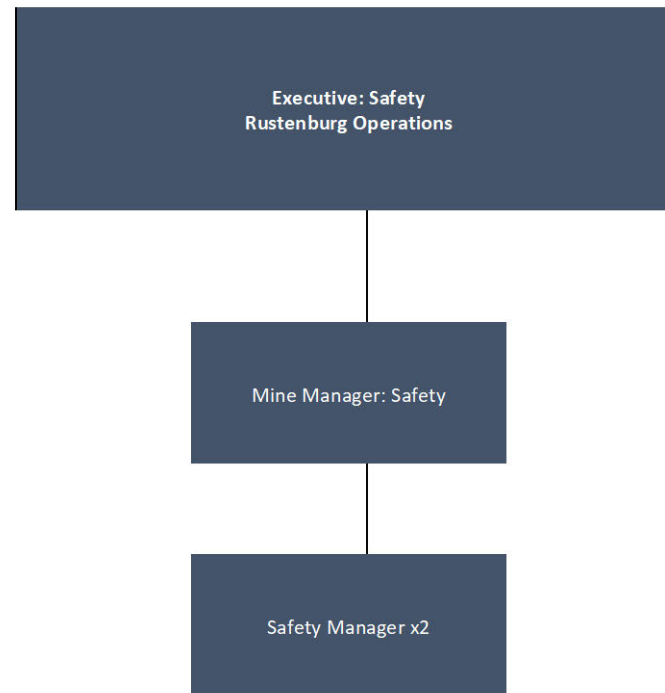 Executive: Safety
Rustenburg Operations
Mine Manager: Safety
Safety Manager x2